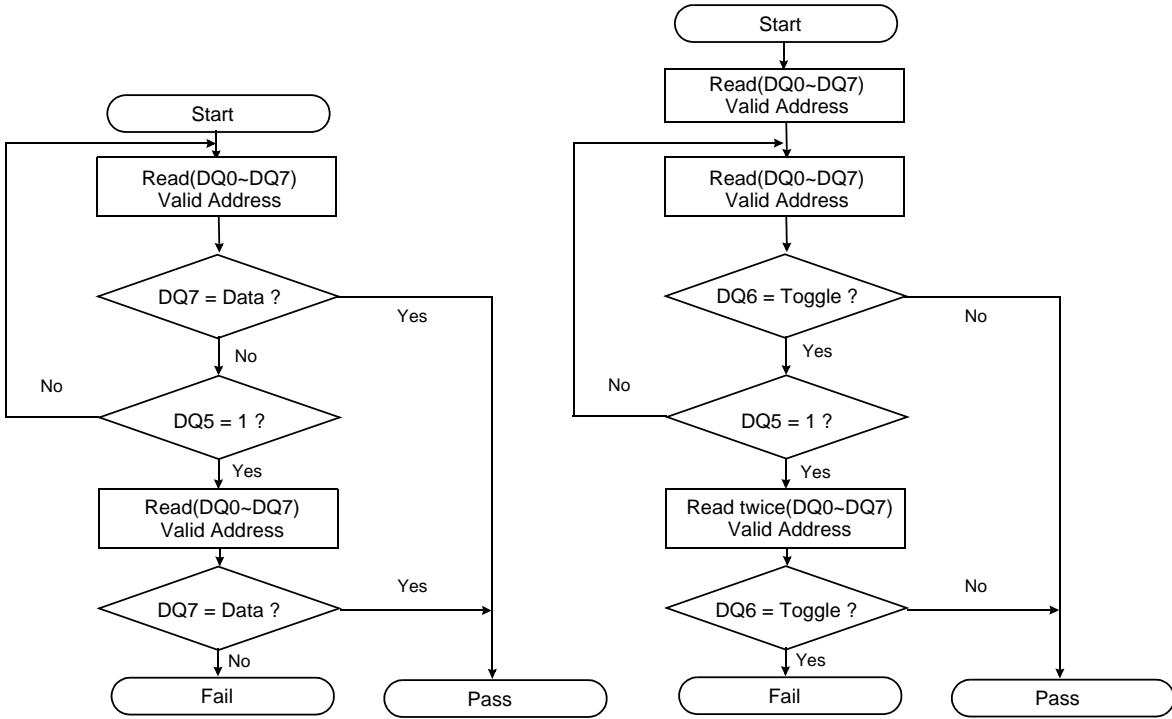 Start
Read(DQ0~DQ7)
Valid Address
DQ7 = Data ?
Yes
No
No
DQ5 = 1 ?
Yes
Read(DQ0~DQ7)
Valid Address
DQ7 = Data ?
Yes
No
Fail
Pass
Start
Read(DQ0~DQ7)
Valid Address
Read(DQ0~DQ7)
Valid Address
DQ6 = Toggle ?
No
Yes
No
DQ5 = 1 ?
Yes
Read twice(DQ0~DQ7)
Valid Address
DQ6 = Toggle ?
No
Yes
Fail
Pass